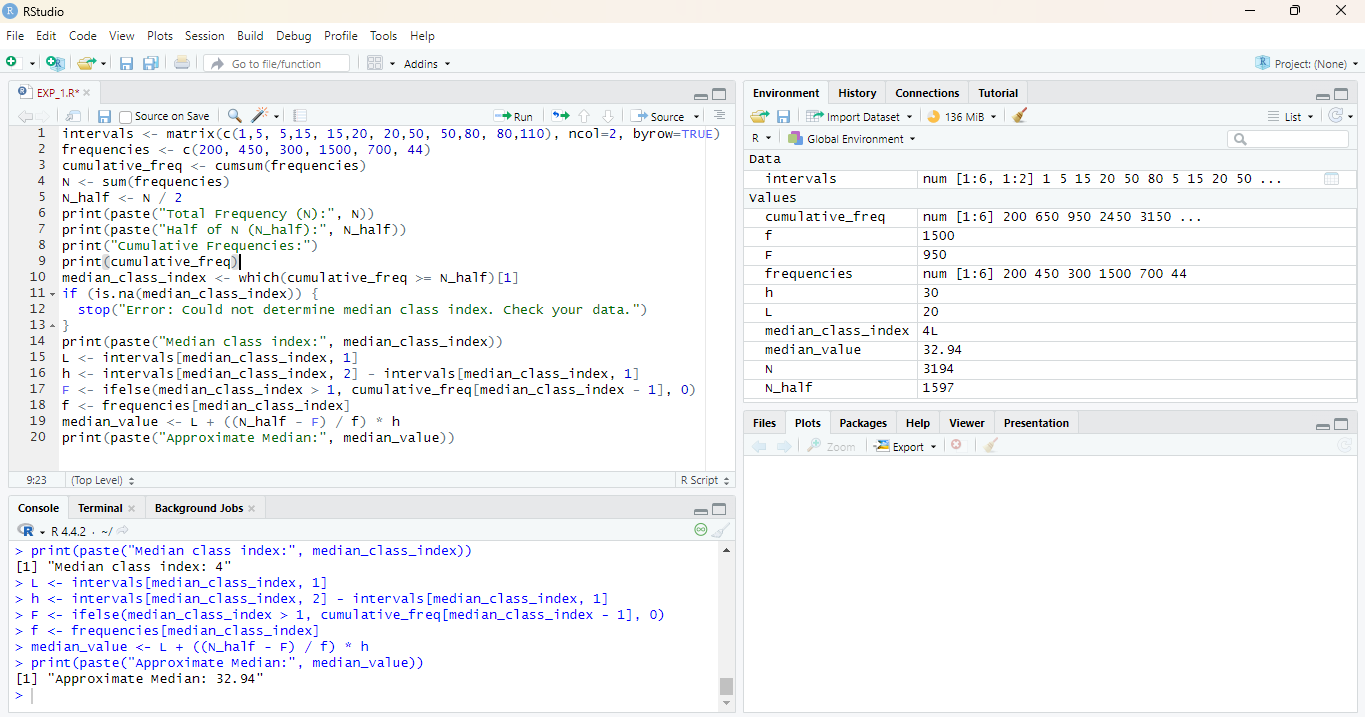 RStudio
File Edit Code View Plots Session Build Debug Profile Tools Help
Go to file/function Addins Project: (None)
EXP_1.R*
Source on Save Run Source
1 intervals <- matrix(c(1,5, 5,15, 15,20, 20,50, 50,80, 80,110), ncol=2, byrow=TRUE)
2 frequencies <- c(200, 450, 300, 1500, 700, 44)
3 cumulative_freq <- cumsum(frequencies)
4 N <- sum(frequencies)
5 N_half <- N / 2
6 print(paste("Total Frequency (N):", N))
7 print(paste("Half of N (N_half):", N_half))
8 print("Cumulative Frequencies:")
9 print(cumulative_freq)
10 median_class_index <- which(cumulative_freq >= N_half)[1]
11 if (is.na(median_class_index)) {
12   stop("Error: Could not determine median class index. Check your data.")
13 }
14 print(paste("Median class index:", median_class_index))
15 L <- intervals[median_class_index, 1]
16 h <- intervals[median_class_index, 2] - intervals[median_class_index, 1]
17 F <- ifelse(median_class_index > 1, cumulative_freq[median_class_index - 1], 0)
18 f <- frequencies[median_class_index]
19 median_value <- L + ((N_half - F) / f) * h
20 print(paste("Approximate Median:", median_value))
9:23 (Top Level) R Script
Console Terminal Background Jobs
R 4.4.2 · ~/
> print(paste("Median class index:", median_class_index))
[1] "Median class index: 4"
> L <- intervals[median_class_index, 1]
> h <- intervals[median_class_index, 2] - intervals[median_class_index, 1]
> F <- ifelse(median_class_index > 1, cumulative_freq[median_class_index - 1], 0)
> f <- frequencies[median_class_index]
> median_value <- L + ((N_half - F) / f) * h
> print(paste("Approximate Median:", median_value))
[1] "Approximate Median: 32.94"
>
Environment History Connections Tutorial
Import Dataset 136 MiB List
R Global Environment
Data
intervals num [1:6, 1:2] 1 5 15 20 50 80 5 15 20 50 ...
Values
cumulative_freq num [1:6] 200 650 950 2450 3150 ...
f 1500
F 950
frequencies num [1:6] 200 450 300 1500 700 44
h 30
L 20
median_class_index 4L
median_value 32.94
N 3194
N_half 1597
Files Plots Packages Help Viewer Presentation
Zoom Export